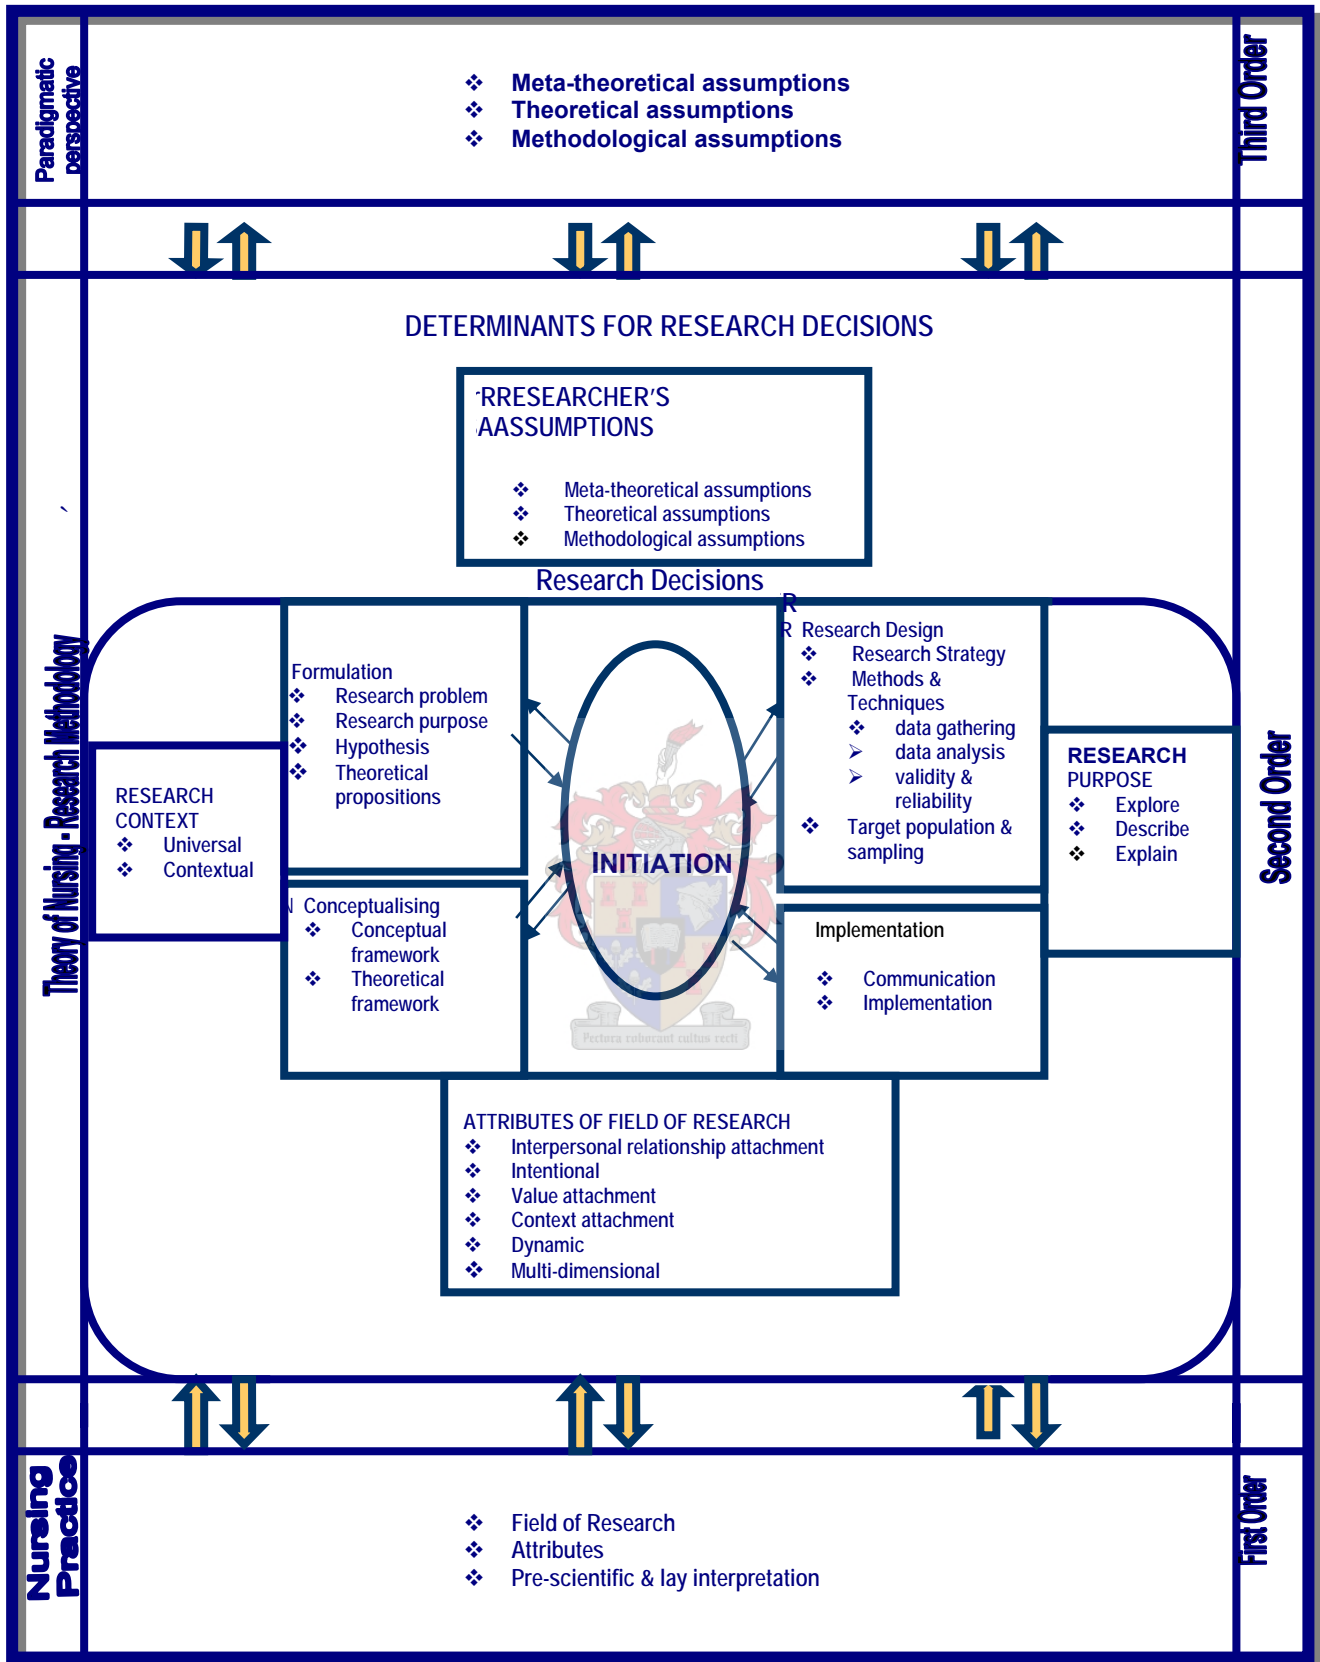 Paradigmatic
perspective
❖ Meta-theoretical assumptions
❖ Theoretical assumptions
❖ Methodological assumptions
Third Order
DETERMINANTS FOR RESEARCH DECISIONS
RRESEARCHER'S
AASSUMPTIONS
❖ Meta-theoretical assumptions
❖ Theoretical assumptions
❖ Methodological assumptions
Theory of Nursing - Research Methodology
Research Decisions
Formulation
❖ Research problem
❖ Research purpose
❖ Hypothesis
❖ Theoretical
propositions
R
R Research Design
❖ Research Strategy
❖ Methods &
Techniques
❖ data gathering
➢ data analysis
➢ validity &
reliability
❖ Target population &
sampling
RESEARCH
CONTEXT
❖ Universal
❖ Contextual
INITIATION
RESEARCH
PURPOSE
❖ Explore
❖ Describe
❖ Explain
Second Order
N Conceptualising
❖ Conceptual
framework
❖ Theoretical
framework
Implementation
❖ Communication
❖ Implementation
Pectora roborant cultus recti
ATTRIBUTES OF FIELD OF RESEARCH
❖ Interpersonal relationship attachment
❖ Intentional
❖ Value attachment
❖ Context attachment
❖ Dynamic
❖ Multi-dimensional
Nursing
Practice
❖ Field of Research
❖ Attributes
❖ Pre-scientific & lay interpretation
First Order